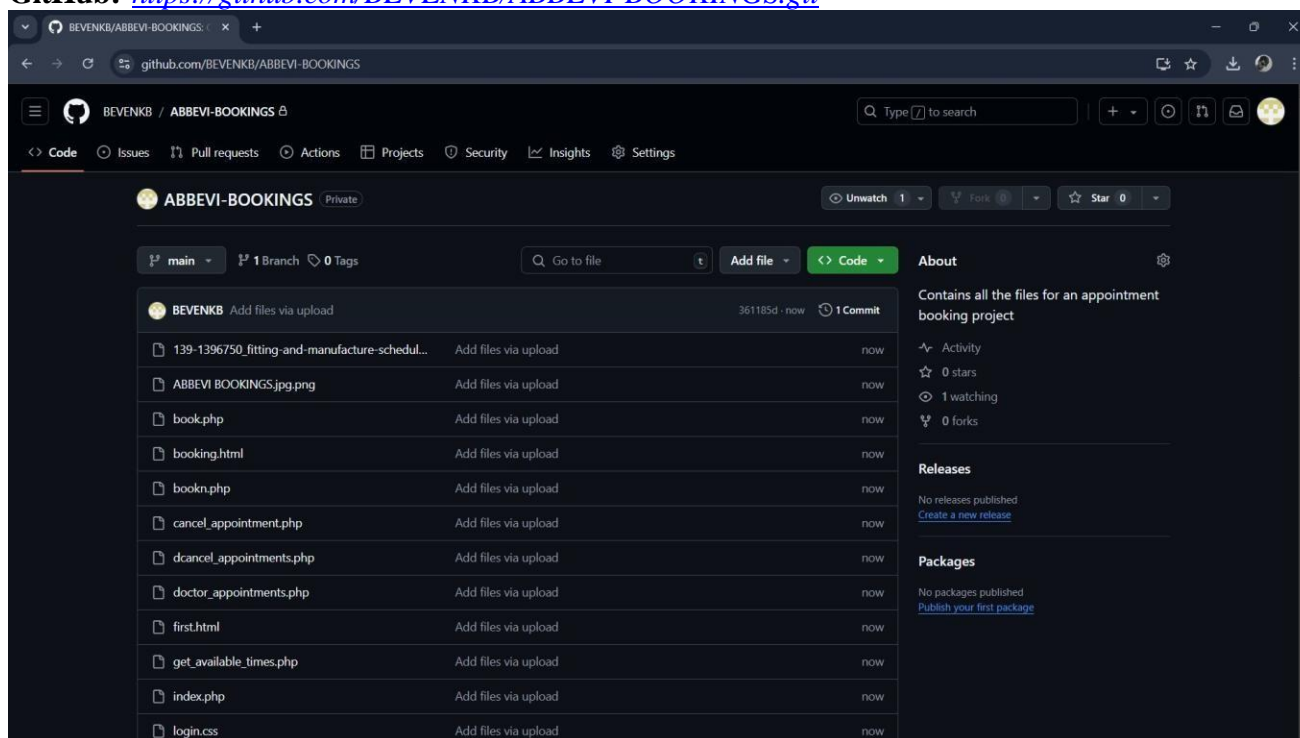 GitHub: https://github.com/BEVENKB/ABBEVI-BOOKINGS.git
BEVENKB/ABBEVI-BOOKINGS: C
github.com/BEVENKB/ABBEVI-BOOKINGS
BEVENKB / ABBEVI-BOOKINGS
Type / to search
Code Issues Pull requests Actions Projects Security Insights Settings
ABBEVI-BOOKINGS Private
Unwatch 1 Fork 0 Star 0
main 1 Branch 0 Tags
Go to file t Add file Code
About
Contains all the files for an appointment
booking project
BEVENKB Add files via upload 361185d · now 1 Commit
139-1396750_fitting-and-manufacture-schedul... Add files via upload now
ABBEVI BOOKINGS.jpg.png Add files via upload now
book.php Add files via upload now
booking.html Add files via upload now
bookn.php Add files via upload now
cancel_appointment.php Add files via upload now
dcancel_appointments.php Add files via upload now
doctor_appointments.php Add files via upload now
first.html Add files via upload now
get_available_times.php Add files via upload now
index.php Add files via upload now
login.css Add files via upload now
Activity
0 stars
1 watching
0 forks
Releases
No releases published
Create a new release
Packages
No packages published
Publish your first package